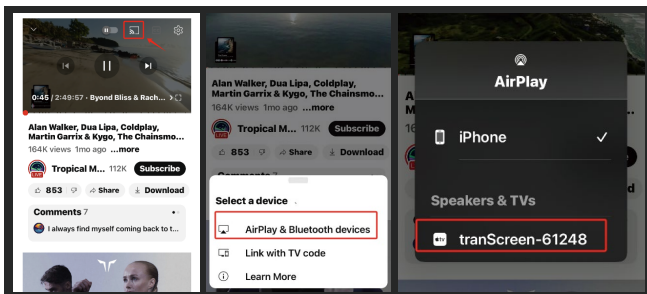 0:45 / 2:49:57 · Byond Bliss & Rach... >
Alan Walker, Dua Lipa, Coldplay,
Martin Garrix & Kygo, The Chainsmo...
164K views 1mo ago ...more
LIVE
Tropical M... 112K Subscribe
853 Share Download
Comments 7
I always find myself coming back to t...
Alan Walker, Dua Lipa, Coldplay,
Martin Garrix & Kygo, The Chainsmo...
164K views 1mo ago ...more
LIVE
Tropical M... 112K Subscribe
853 Share Download
Select a device
AirPlay & Bluetooth devices
Link with TV code
Learn More
AirPlay
iPhone
Speakers & TVs
tv tranScreen-61248